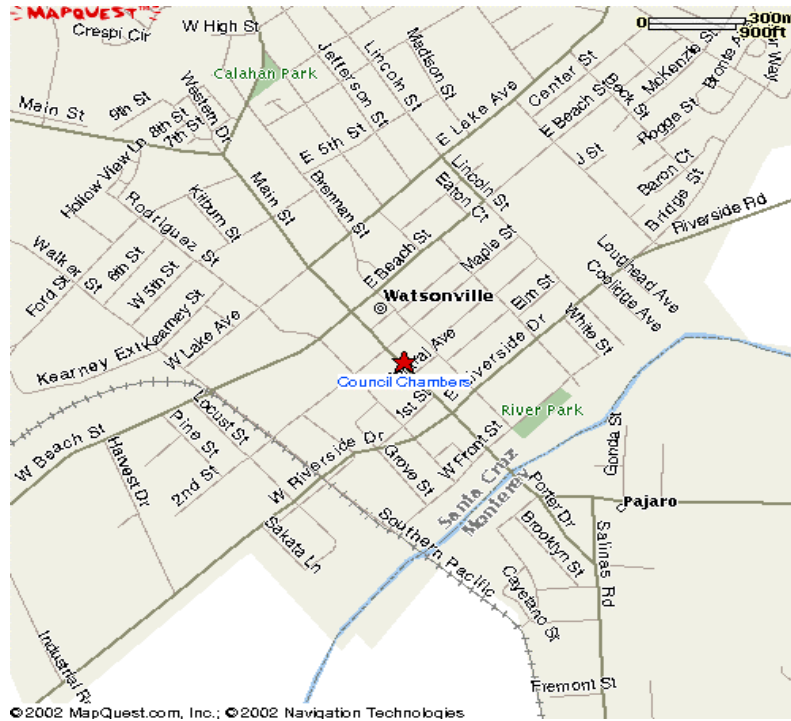 MAPQUEST
Crespi Cir
W High St
0 300m
900ft
Calahan Park
Jefferson St
Lincoln St
Madison St
Center St
E Beach St
Beck St
McKenzie St
Bronte Ave
Rogge St
Main St
9th St
8th St
7th St
Western Dr
E 5th St
E Lake Ave
J St
Baron Ct
Bridge St
Riverside Rd
Hollow View Ln
Rodriguez St
Kilburn St
Main St
Brennan St
Lincoln St
Eaton Ct
Maple St
E Beach St
Loughead Ave
Coolidge Ave
Walker St
Ford St
6th St
W 5th St
Kearney St
Kearney Ext
W Lake Ave
Watsonville
Elm St
White St
Council Chambers
1st St
E Riverside Dr
River Park
W Beach St
Locust St
Pine St
2nd St
Harvest Dr
W Riverside Dr
Grove St
W Front St
Santa Cruz
Monterey
Gonda St
Porter Dr
Pajaro
Brooklyn St
Salinas Rd
Sakata Ln
Southern Pacific
Cayetano St
Fremont St
©2002 MapQuest.com, Inc.; ©2002 Navigation Technologies